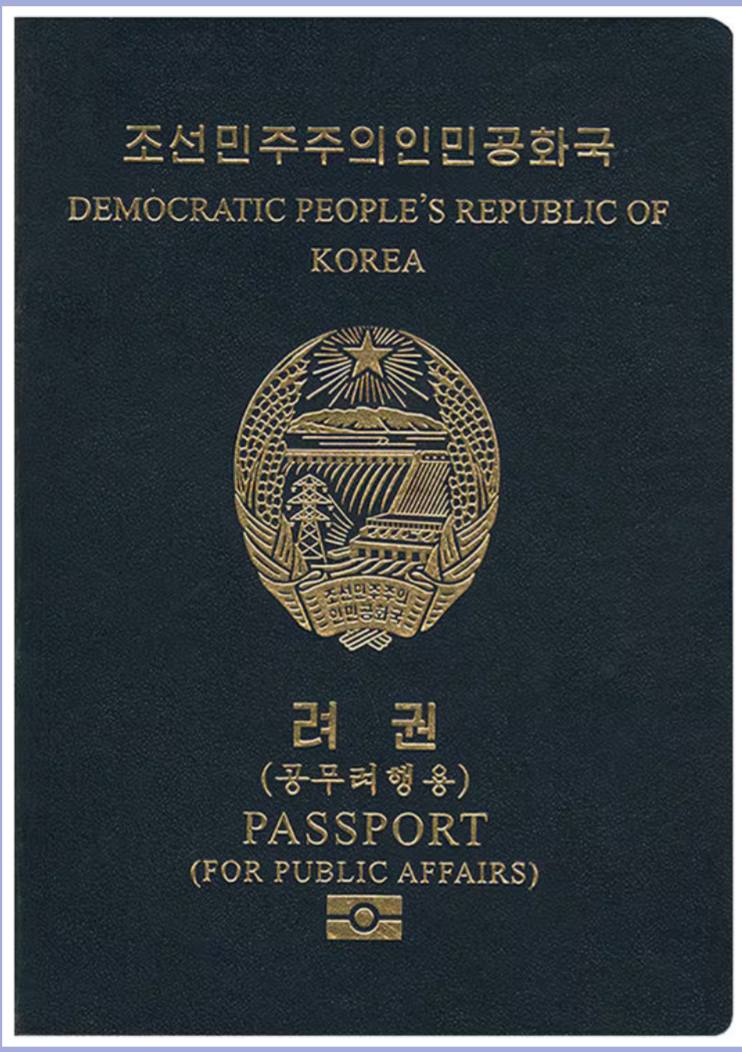 조선민주주의인민공화국
DEMOCRATIC PEOPLE'S REPUBLIC OF
KOREA
조선민주주의
인민공화국
려 권
(공무려행용)
PASSPORT
(FOR PUBLIC AFFAIRS)